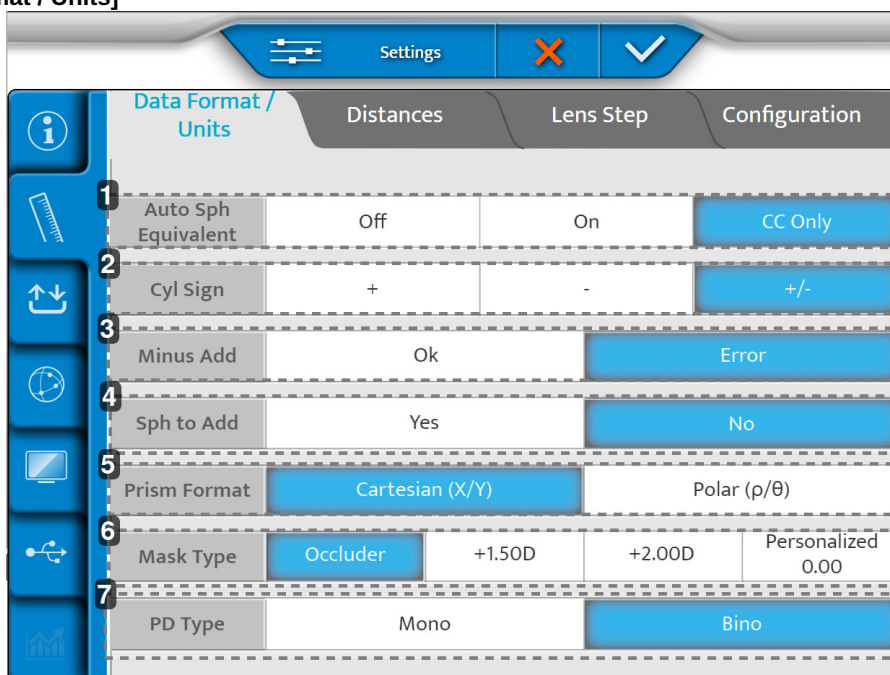 at / Units]
Settings
Data Format /
Units
Distances
Lens Step
Configuration
1
Auto Sph
Equivalent
Off
On
CC Only
2
Cyl Sign
+
-
+/-
3
Minus Add
Ok
Error
4
Sph to Add
Yes
No
5
Prism Format
Cartesian (X/Y)
Polar (ρ/θ)
6
Mask Type
Occluder
+1.50D
+2.00D
Personalized
0.00
7
PD Type
Mono
Bino